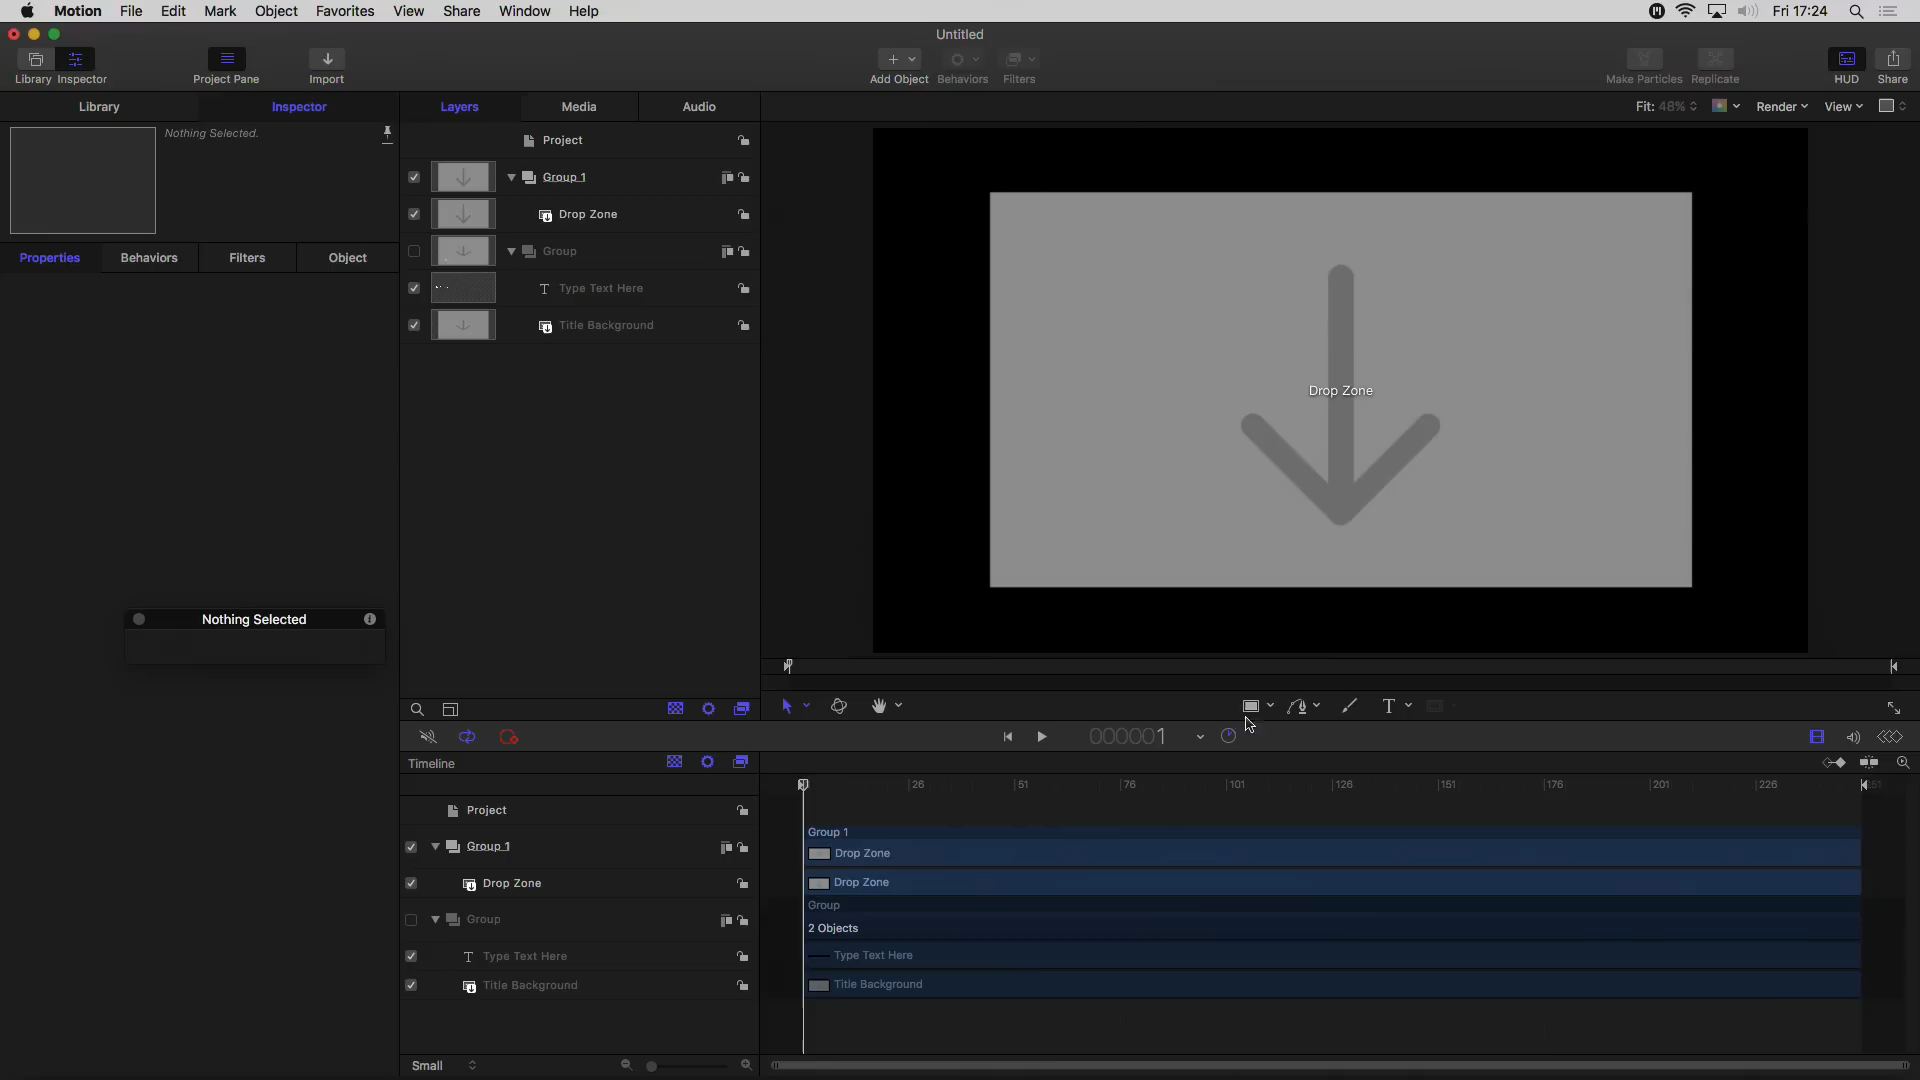 Motion File Edit Mark Object Favorites View Share Window Help Fri 17:24
Untitled
Library Inspector Project Pane Import Add Object Behaviors Filters Make Particles Replicate HUD Share
Library Inspector Layers Media Audio Fit: 48% Render View
Nothing Selected.
Project
Group 1
Drop Zone
Properties Behaviors Filters Object
Group
Type Text Here
Title Background
Drop Zone
Nothing Selected
T
000001
Timeline
26 51 76 101 126 151 176 201 226
Project
Group 1 Group 1
Drop Zone
Drop Zone Drop Zone
Group Group
2 Objects
T Type Text Here Type Text Here
Title Background Title Background
Small